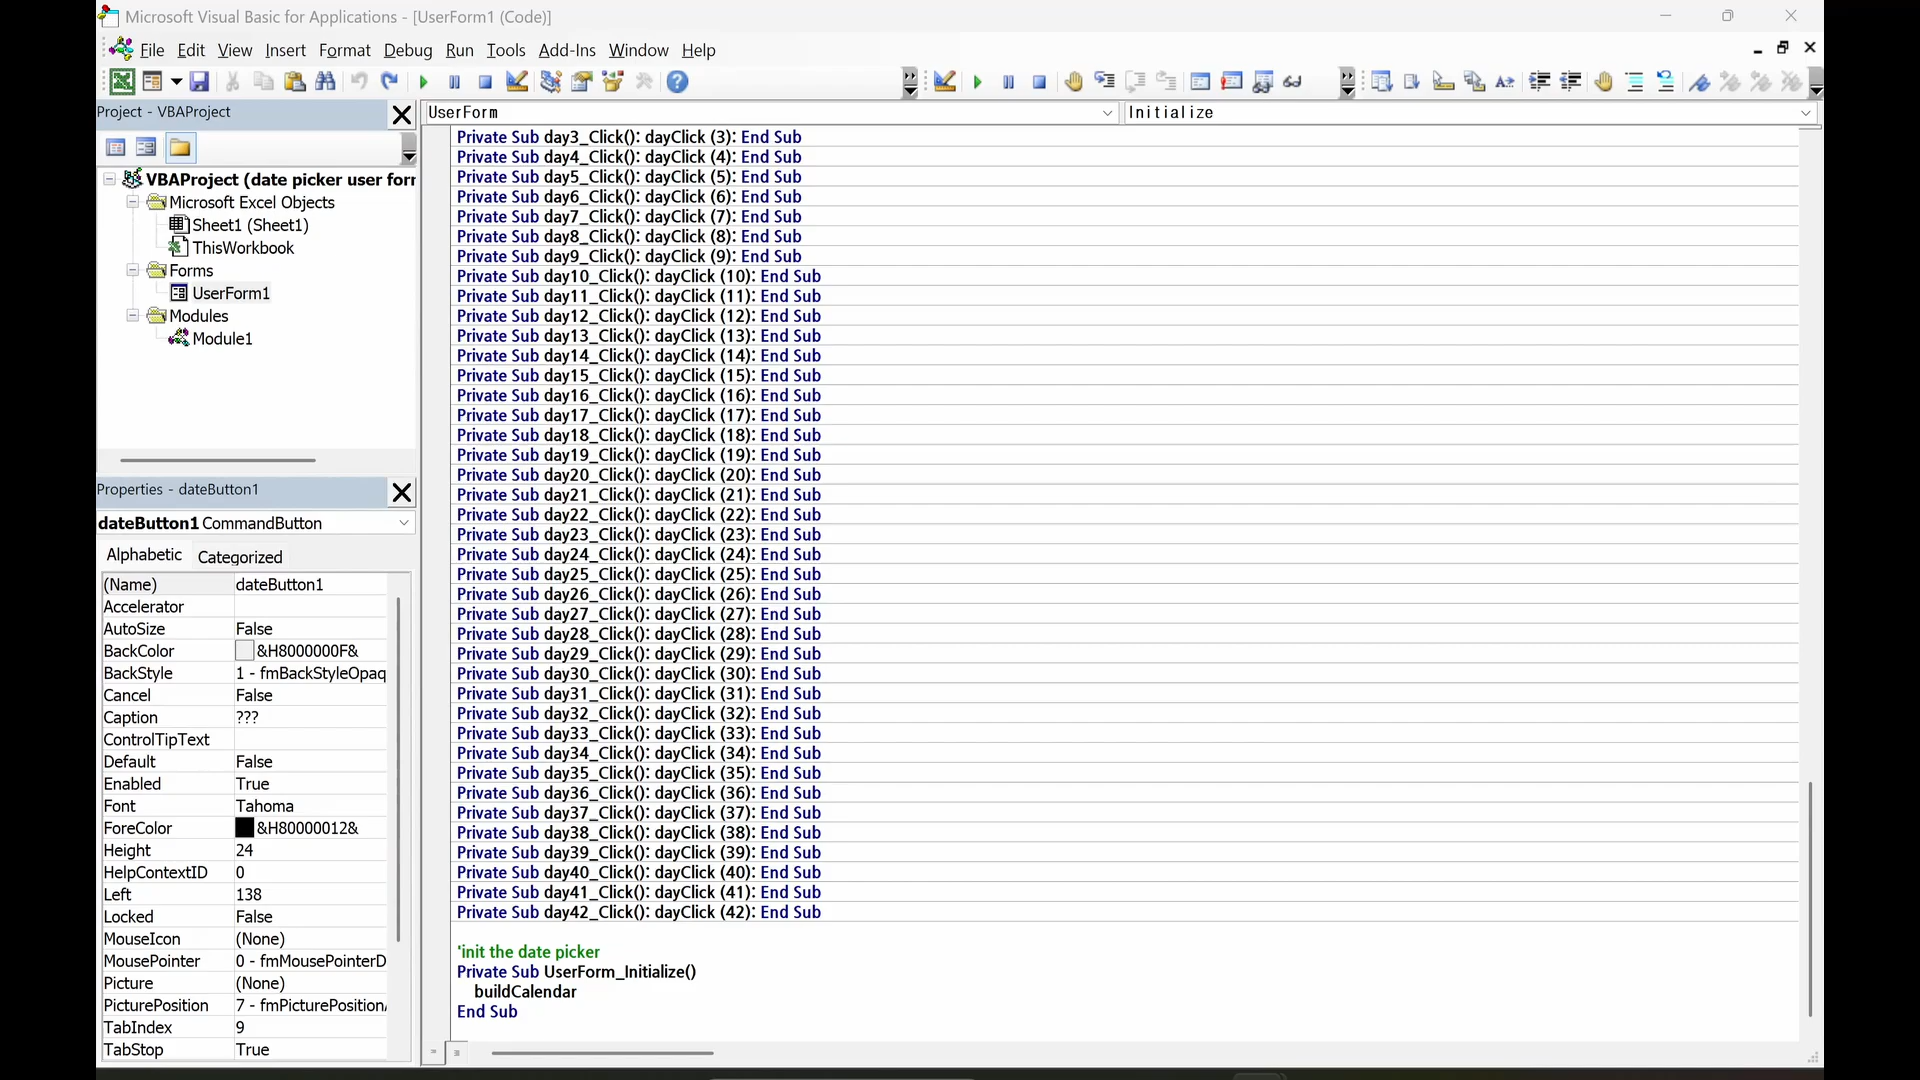 Microsoft Visual Basic for Applications - [UserForm1 (Code)]
File Edit View Insert Format Debug Run Tools Add-Ins Window Help
Project - VBAProject
VBAProject (date picker user forr
Microsoft Excel Objects
Sheet1 (Sheet1)
ThisWorkbook
Forms
UserForm1
Modules
Module1
Properties - dateButton1
dateButton1 CommandButton
Alphabetic Categorized
(Name) dateButton1
Accelerator
AutoSize False
BackColor &H8000000F&
BackStyle 1 - fmBackStyleOpaq
Cancel False
Caption ???
ControlTipText
Default False
Enabled True
Font Tahoma
ForeColor &H80000012&
Height 24
HelpContextID 0
Left 138
Locked False
MouseIcon (None)
MousePointer 0 - fmMousePointerD
Picture (None)
PicturePosition 7 - fmPicturePosition
TabIndex 9
TabStop True
UserForm Initialize
Private Sub day3_Click(): dayClick (3): End Sub
Private Sub day4_Click(): dayClick (4): End Sub
Private Sub day5_Click(): dayClick (5): End Sub
Private Sub day6_Click(): dayClick (6): End Sub
Private Sub day7_Click(): dayClick (7): End Sub
Private Sub day8_Click(): dayClick (8): End Sub
Private Sub day9_Click(): dayClick (9): End Sub
Private Sub day10_Click(): dayClick (10): End Sub
Private Sub day11_Click(): dayClick (11): End Sub
Private Sub day12_Click(): dayClick (12): End Sub
Private Sub day13_Click(): dayClick (13): End Sub
Private Sub day14_Click(): dayClick (14): End Sub
Private Sub day15_Click(): dayClick (15): End Sub
Private Sub day16_Click(): dayClick (16): End Sub
Private Sub day17_Click(): dayClick (17): End Sub
Private Sub day18_Click(): dayClick (18): End Sub
Private Sub day19_Click(): dayClick (19): End Sub
Private Sub day20_Click(): dayClick (20): End Sub
Private Sub day21_Click(): dayClick (21): End Sub
Private Sub day22_Click(): dayClick (22): End Sub
Private Sub day23_Click(): dayClick (23): End Sub
Private Sub day24_Click(): dayClick (24): End Sub
Private Sub day25_Click(): dayClick (25): End Sub
Private Sub day26_Click(): dayClick (26): End Sub
Private Sub day27_Click(): dayClick (27): End Sub
Private Sub day28_Click(): dayClick (28): End Sub
Private Sub day29_Click(): dayClick (29): End Sub
Private Sub day30_Click(): dayClick (30): End Sub
Private Sub day31_Click(): dayClick (31): End Sub
Private Sub day32_Click(): dayClick (32): End Sub
Private Sub day33_Click(): dayClick (33): End Sub
Private Sub day34_Click(): dayClick (34): End Sub
Private Sub day35_Click(): dayClick (35): End Sub
Private Sub day36_Click(): dayClick (36): End Sub
Private Sub day37_Click(): dayClick (37): End Sub
Private Sub day38_Click(): dayClick (38): End Sub
Private Sub day39_Click(): dayClick (39): End Sub
Private Sub day40_Click(): dayClick (40): End Sub
Private Sub day41_Click(): dayClick (41): End Sub
Private Sub day42_Click(): dayClick (42): End Sub
'init the date picker
Private Sub UserForm_Initialize()
buildCalendar
End Sub